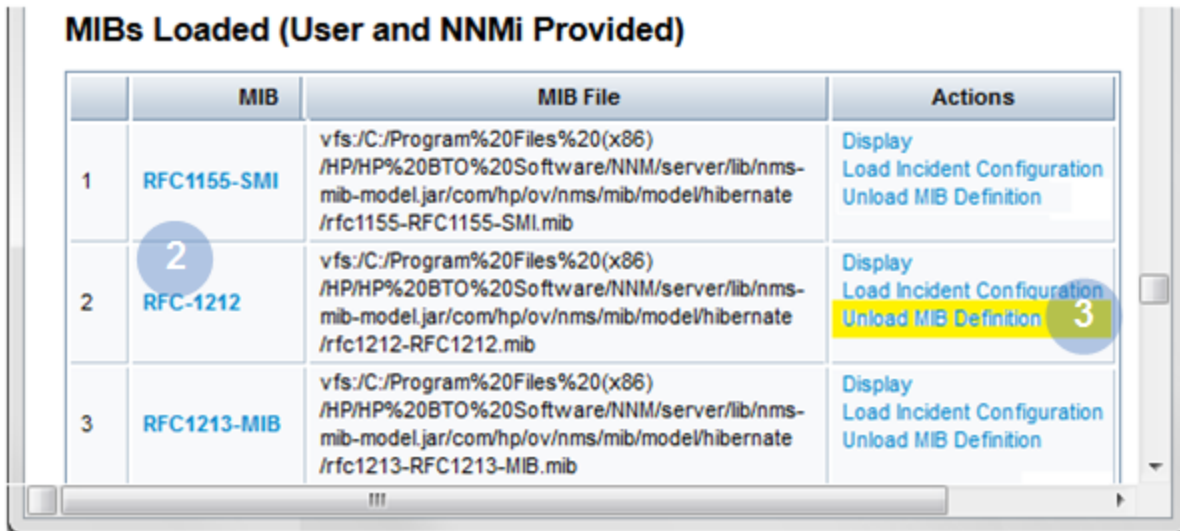 MIBs Loaded (User and NNMi Provided)
MIB MIB File Actions
1 RFC1155-SMI
vfs:/C:/Program%20Files%20(x86)
/HP/HP%20BTO%20Software/NNM/server/lib/nms-
mib-model.jar/com/hp/ov/nms/mib/model/hibernate
/rfc1155-RFC1155-SMI.mib
Display
Load Incident Configuration
Unload MIB Definition
2
2 RFC-1212
vfs:/C:/Program%20Files%20(x86)
/HP/HP%20BTO%20Software/NNM/server/lib/nms-
mib-model.jar/com/hp/ov/nms/mib/model/hibernate
/rfc1212-RFC1212.mib
Display
Load Incident Configuration
Unload MIB Definition 3
3 RFC1213-MIB
vfs:/C:/Program%20Files%20(x86)
/HP/HP%20BTO%20Software/NNM/server/lib/nms-
mib-model.jar/com/hp/ov/nms/mib/model/hibernate
/rfc1213-RFC1213-MIB.mib
Display
Load Incident Configuration
Unload MIB Definition